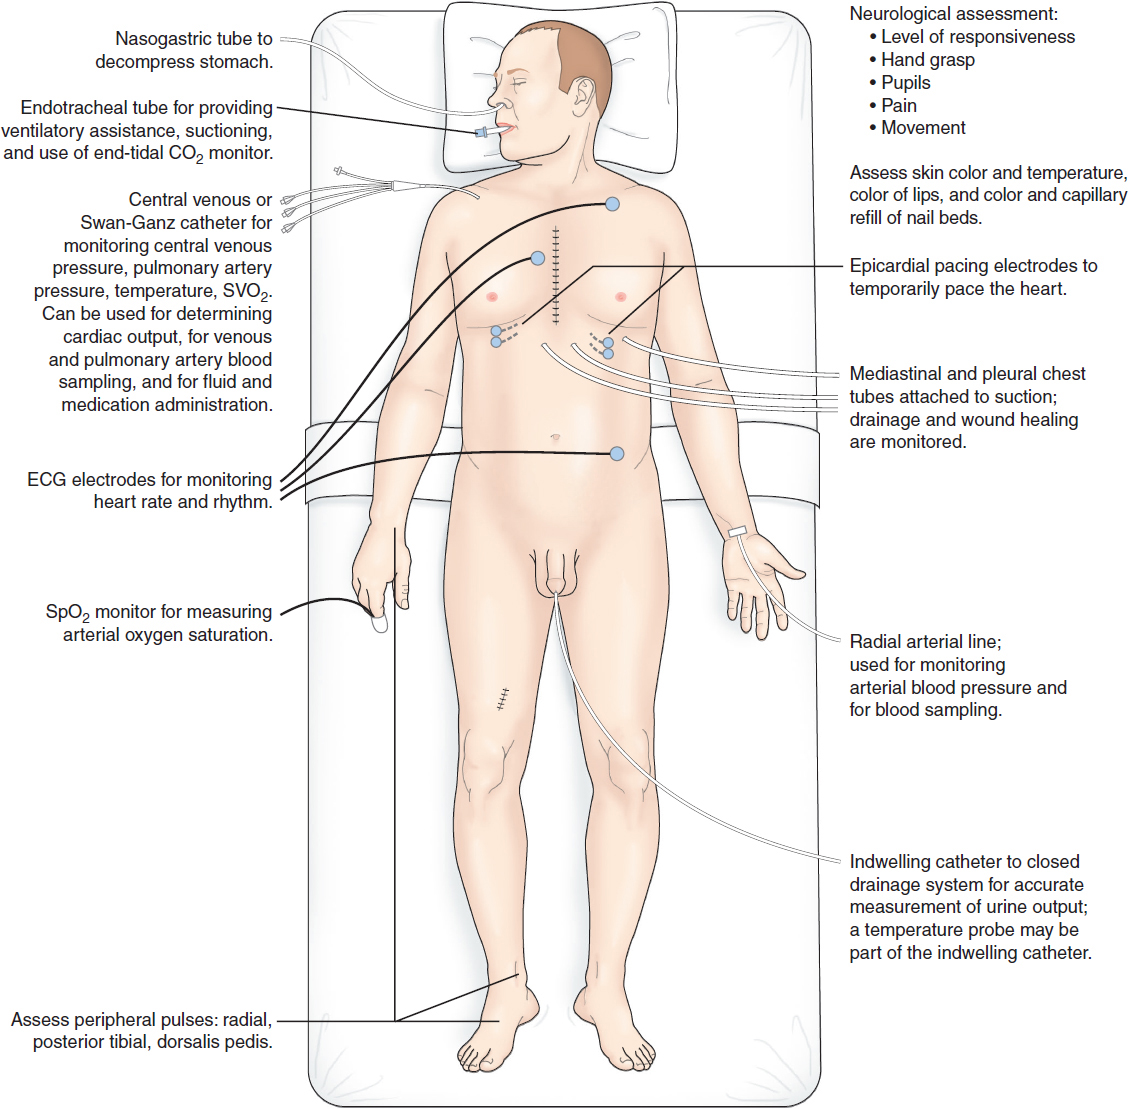 Nasogastric tube to
decompress stomach.
Endotracheal tube for providing
ventilatory assistance, suctioning,
and use of end-tidal CO2 monitor.
Central venous or
Swan-Ganz catheter for
monitoring central venous
pressure, pulmonary artery
pressure, temperature, SVO2.
Can be used for determining
cardiac output, for venous
and pulmonary artery blood
sampling, and for fluid and
medication administration.
ECG electrodes for monitoring
heart rate and rhythm.
SpO2 monitor for measuring
arterial oxygen saturation.
Assess peripheral pulses: radial,
posterior tibial, dorsalis pedis.
Neurological assessment:
• Level of responsiveness
• Hand grasp
• Pupils
• Pain
• Movement
Assess skin color and temperature,
color of lips, and color and capillary
refill of nail beds.
Epicardial pacing electrodes to
temporarily pace the heart.
Mediastinal and pleural chest
tubes attached to suction;
drainage and wound healing
are monitored.
Radial arterial line;
used for monitoring
arterial blood pressure and
for blood sampling.
Indwelling catheter to closed
drainage system for accurate
measurement of urine output;
a temperature probe may be
part of the indwelling catheter.